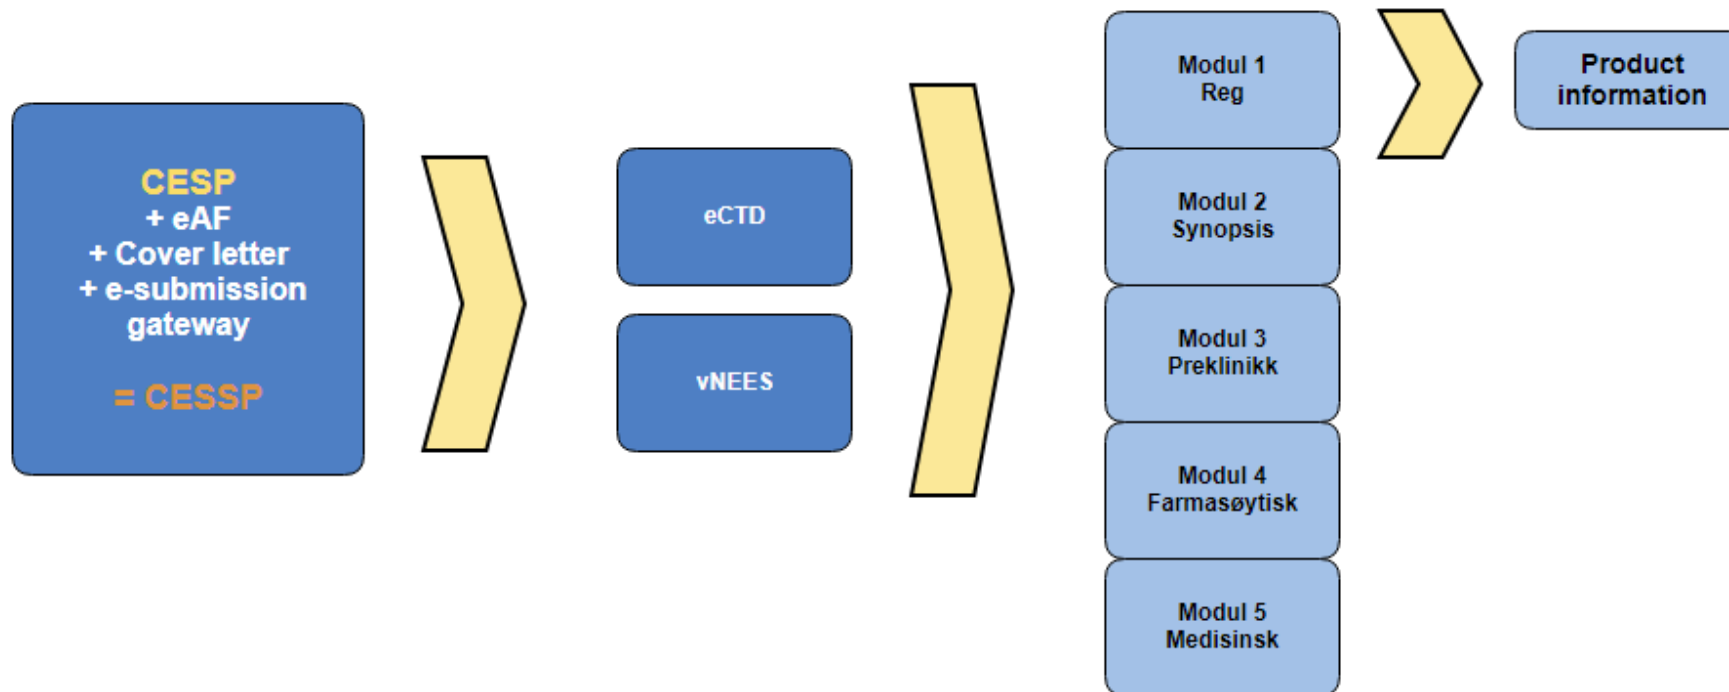 CESP
+ eAF
+ Cover letter
+ e-submission
gateway
= CESSP
eCTD
vNEES
Modul 1
Reg
Modul 2
Synopsis
Modul 3
Preklinikk
Modul 4
Farmasøytisk
Modul 5
Medisinsk
Product
information